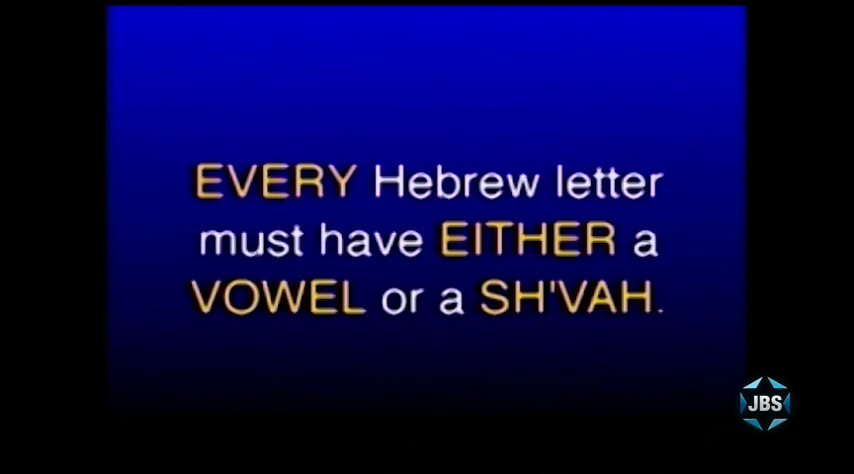 EVERY Hebrew letter
must have EITHER a
VOWEL or a SH'VAH.
JBS